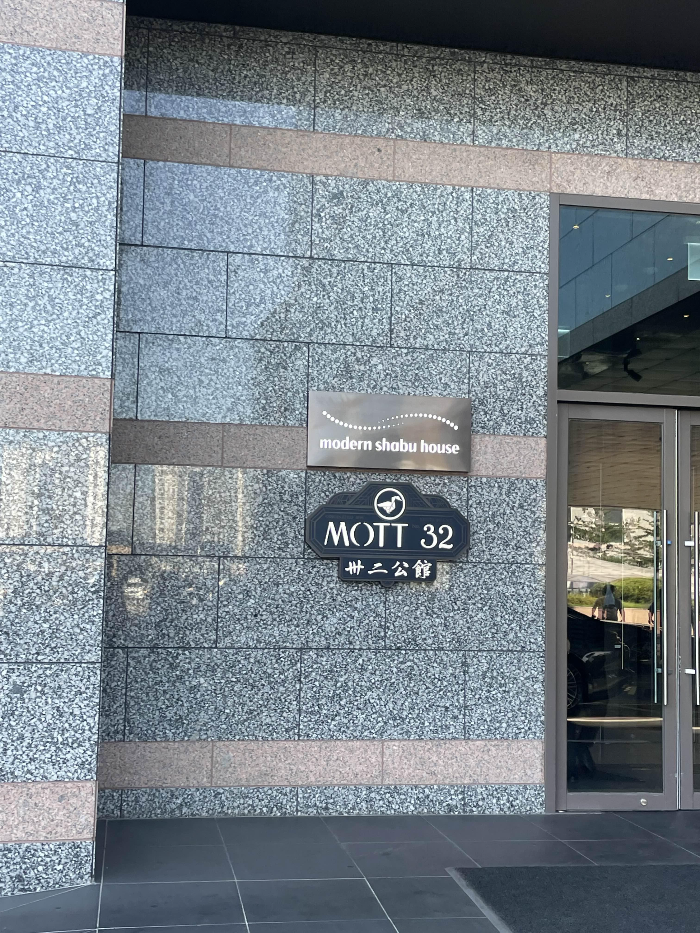 modern shabu house
MOTT 32
卅二公館